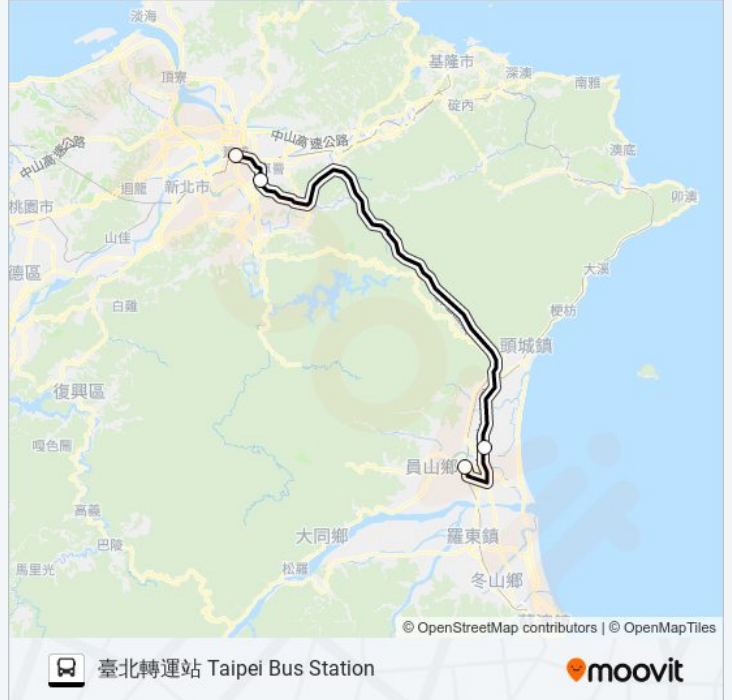 淡海
基隆市
深澳
頂寮
南雅
碇內
中山高速公路
中山高速公路
澳底
迴龍
新北市
卯澳
桃園市
山佳
德區
大溪
白雞
梗枋
頭城鎮
復興區
嘎色鬧
員山鄉
高義
大同鄉
羅東鎮
巴陵
松羅
馬里光
冬山鄉
© OpenStreetMap contributors | © OpenMapTiles
臺北轉運站 Taipei Bus Station
moovit